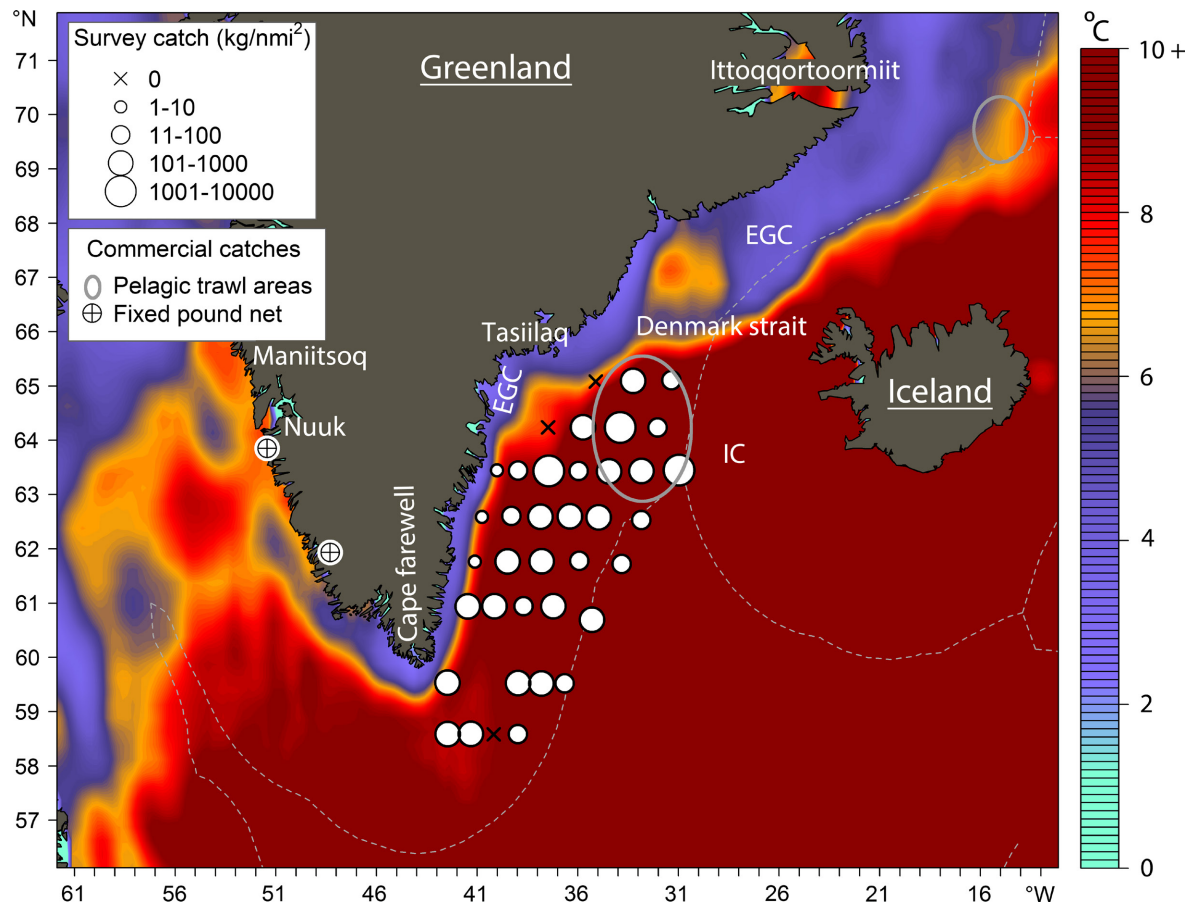 °N
°C
Survey catch (kg/nmi²)
0
1-10
11-100
101-1000
1001-10000
Commercial catches
Pelagic trawl areas
Fixed pound net
Greenland
Ittoqqortoormiit
EGC
Denmark strait
Tasiilaq
EGC
Maniitsoq
Nuuk
Cape farewell
Iceland
IC
71
70
69
68
67
66
65
64
63
62
61
60
59
58
57
61
56
51
46
41
36
31
26
21
16
°W
10 +
8
6
4
2
0